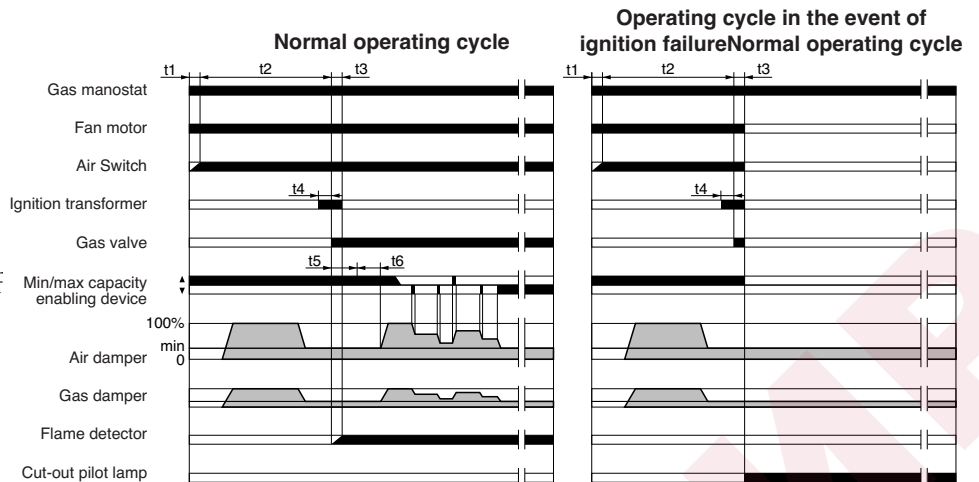 Operating cycle in the event of
Normal operating cycle
ignition failureNormal operating cycle
t1 t2 t3
t1 t2 t3
Gas manostat
Fan motor
Air Switch
t4
t4
Ignition transformer
Gas valve
t5 t6
Min/max capacity
enabling device
100%
min
0
Air damper
Gas damper
Flame detector
Cut-out pilot lamp